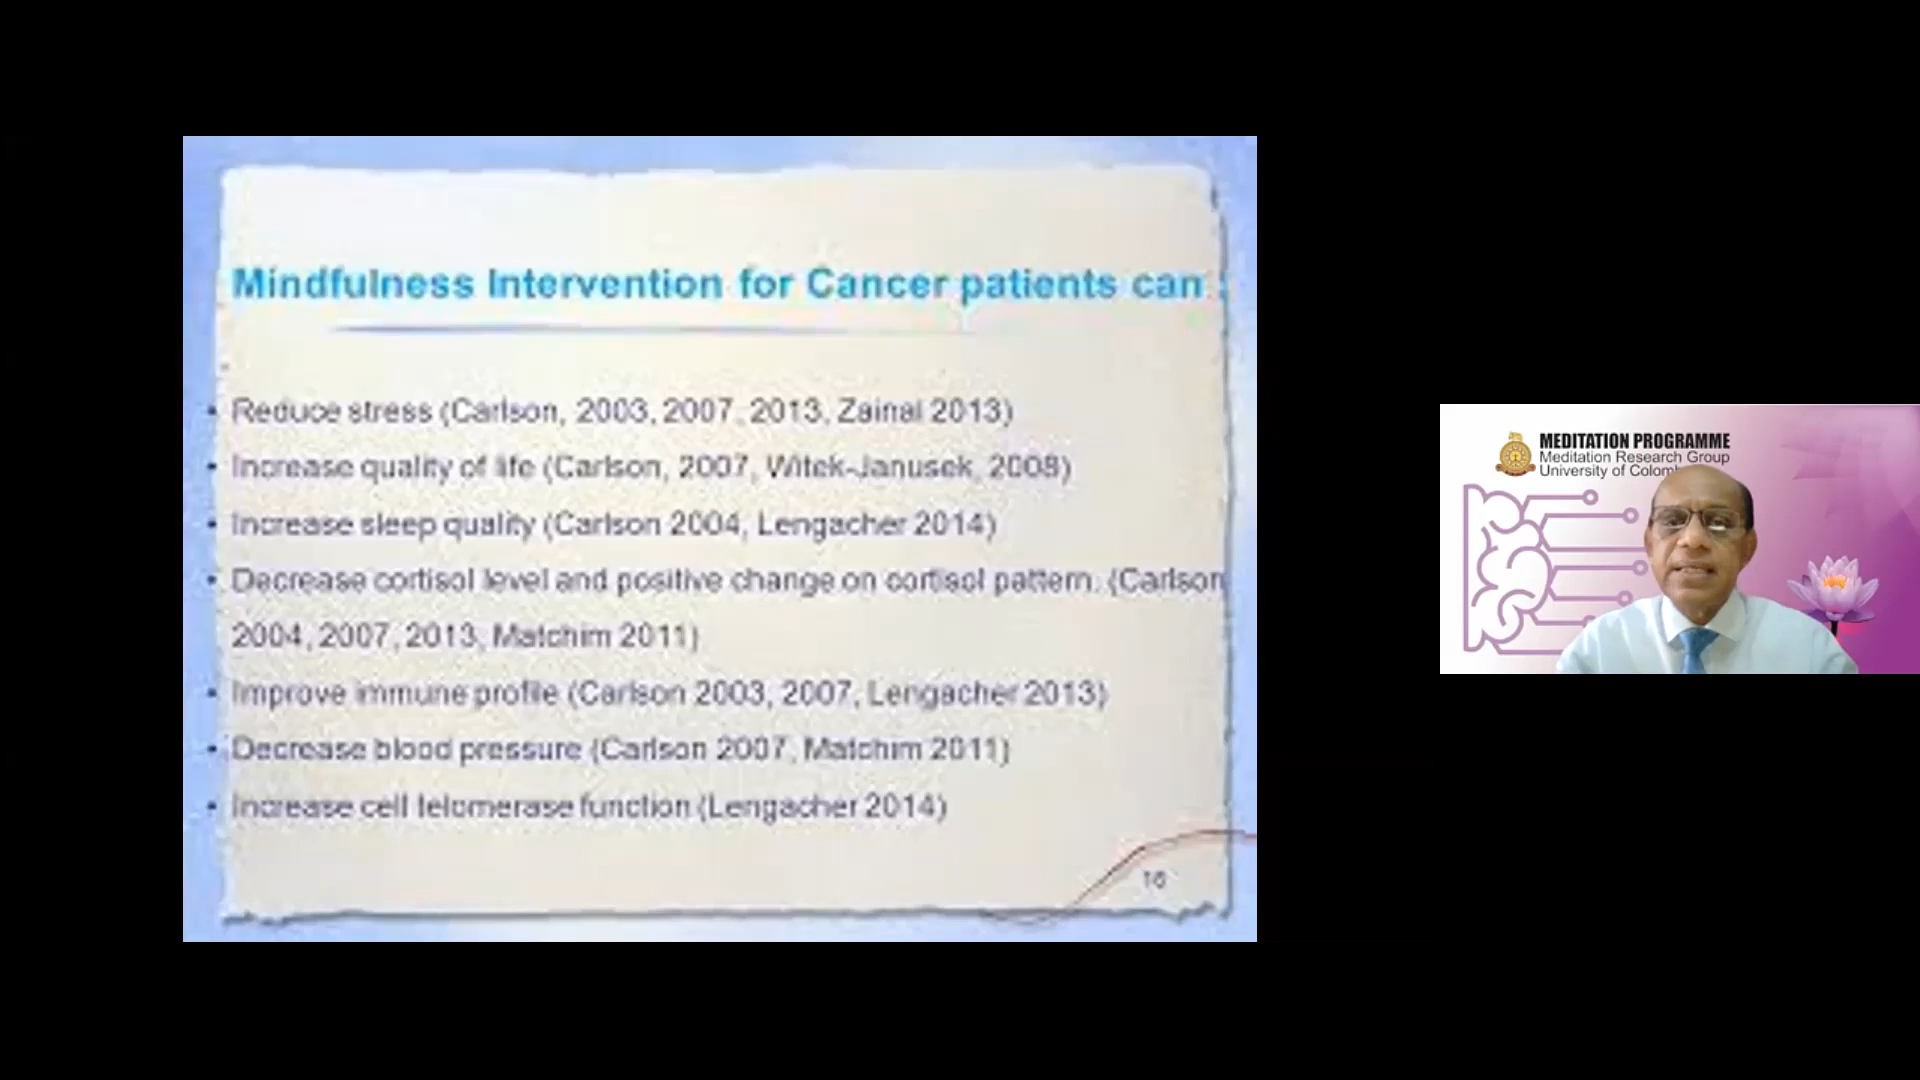 Mindfulness Intervention for Cancer patients can :
• Reduce stress (Carlson, 2003, 2007, 2013, Zainal 2013)
• Increase quality of life (Carlson, 2007, Witek-Janusek, 2008)
• Increase sleep quality (Carlson 2004, Lengacher 2014)
• Decrease cortisol level and positive change on cortisol pattern. (Carlson
2004, 2007, 2013, Matchim 2011)
• Improve immune profile (Carlson 2003, 2007, Lengacher 2013)
• Decrease blood pressure (Carlson 2007, Matchim 2011)
• Increase cell telomerase function (Lengacher 2014)
16
MEDITATION PROGRAMME
Meditation Research Group
University of Colom